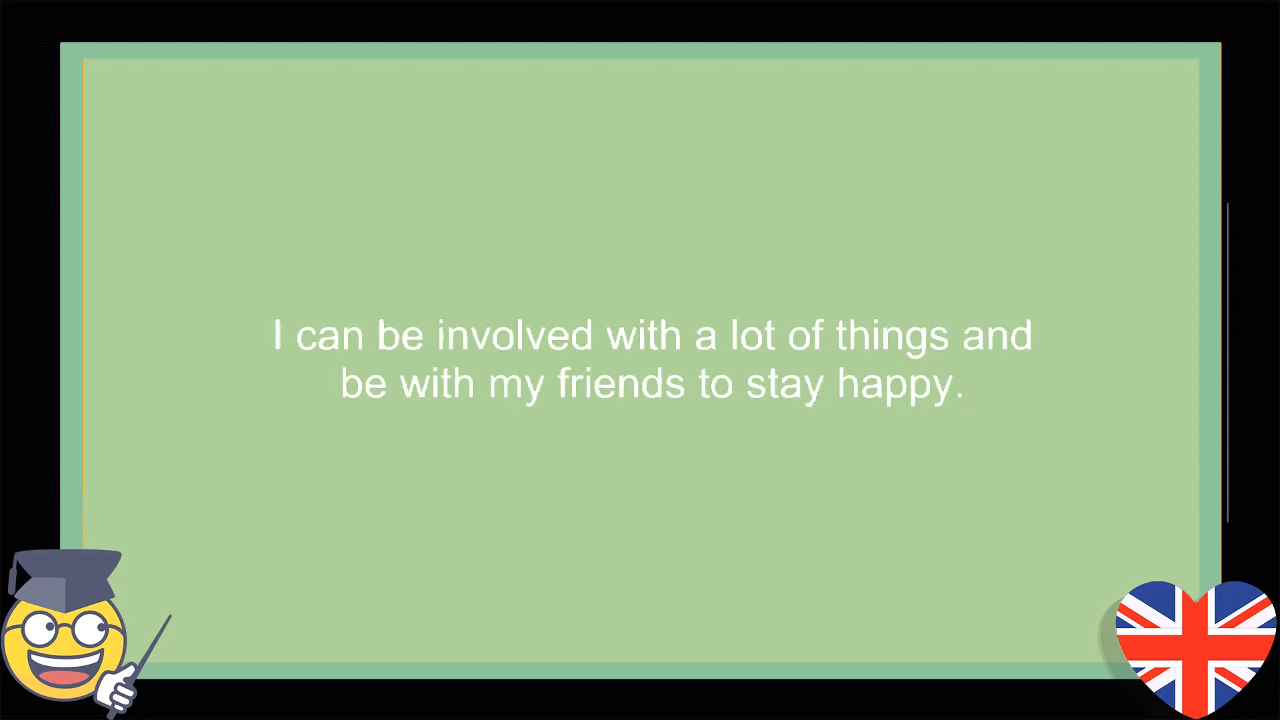 I can be involved with a lot of things and
be with my friends to stay happy.